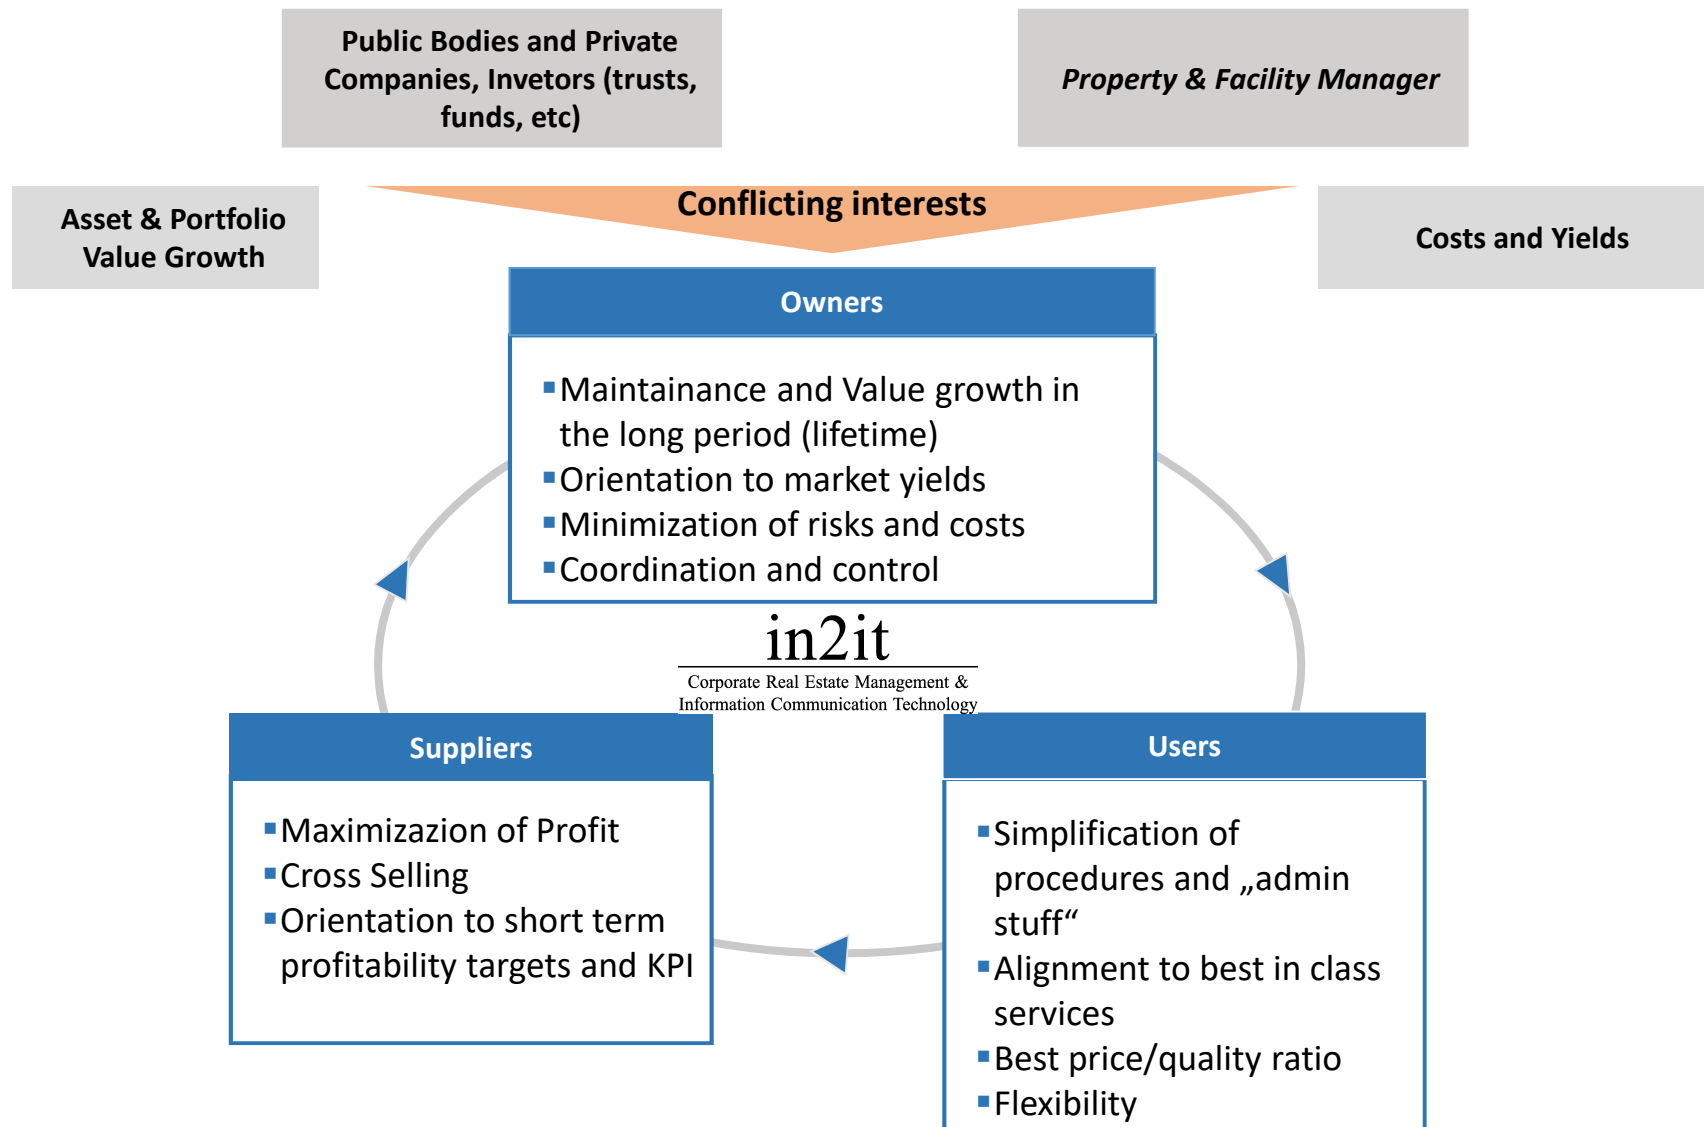 Public Bodies and Private
Companies, Invetors (trusts,
funds, etc)
Property & Facility Manager
Asset & Portfolio
Value Growth
Conflicting interests
Costs and Yields
Owners
▪Maintainance and Value growth in
the long period (lifetime)
▪Orientation to market yields
▪Minimization of risks and costs
▪Coordination and control
in2it
Corporate Real Estate Management &
Information Communication Technology
Suppliers
▪Maximizazion of Profit
▪Cross Selling
▪Orientation to short term
profitability targets and KPI
Users
▪Simplification of
procedures and „admin
stuff“
▪Alignment to best in class
services
▪Best price/quality ratio
▪Flexibility